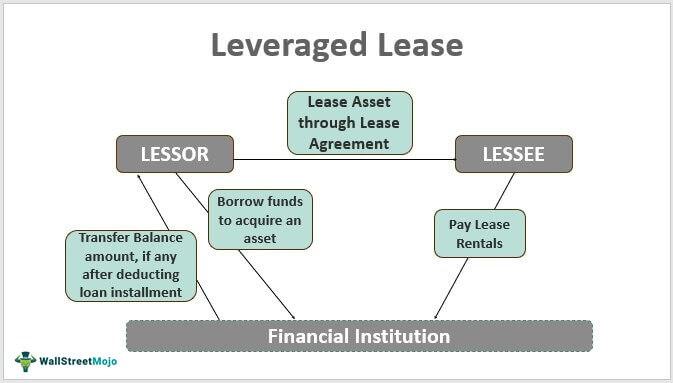 Leveraged Lease
Lease Asset
through Lease
Agreement
LESSOR
LESSEE
Borrow funds
to acquire an
asset
Pay Lease
Rentals
Transfer Balance
amount, if any
after deducting
loan installment
Financial Institution
WallStreetMojo